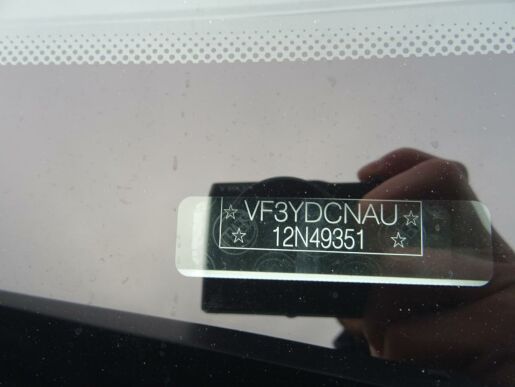 ☆ VF3YDCNAU ☆
☆ 12N49351 ☆